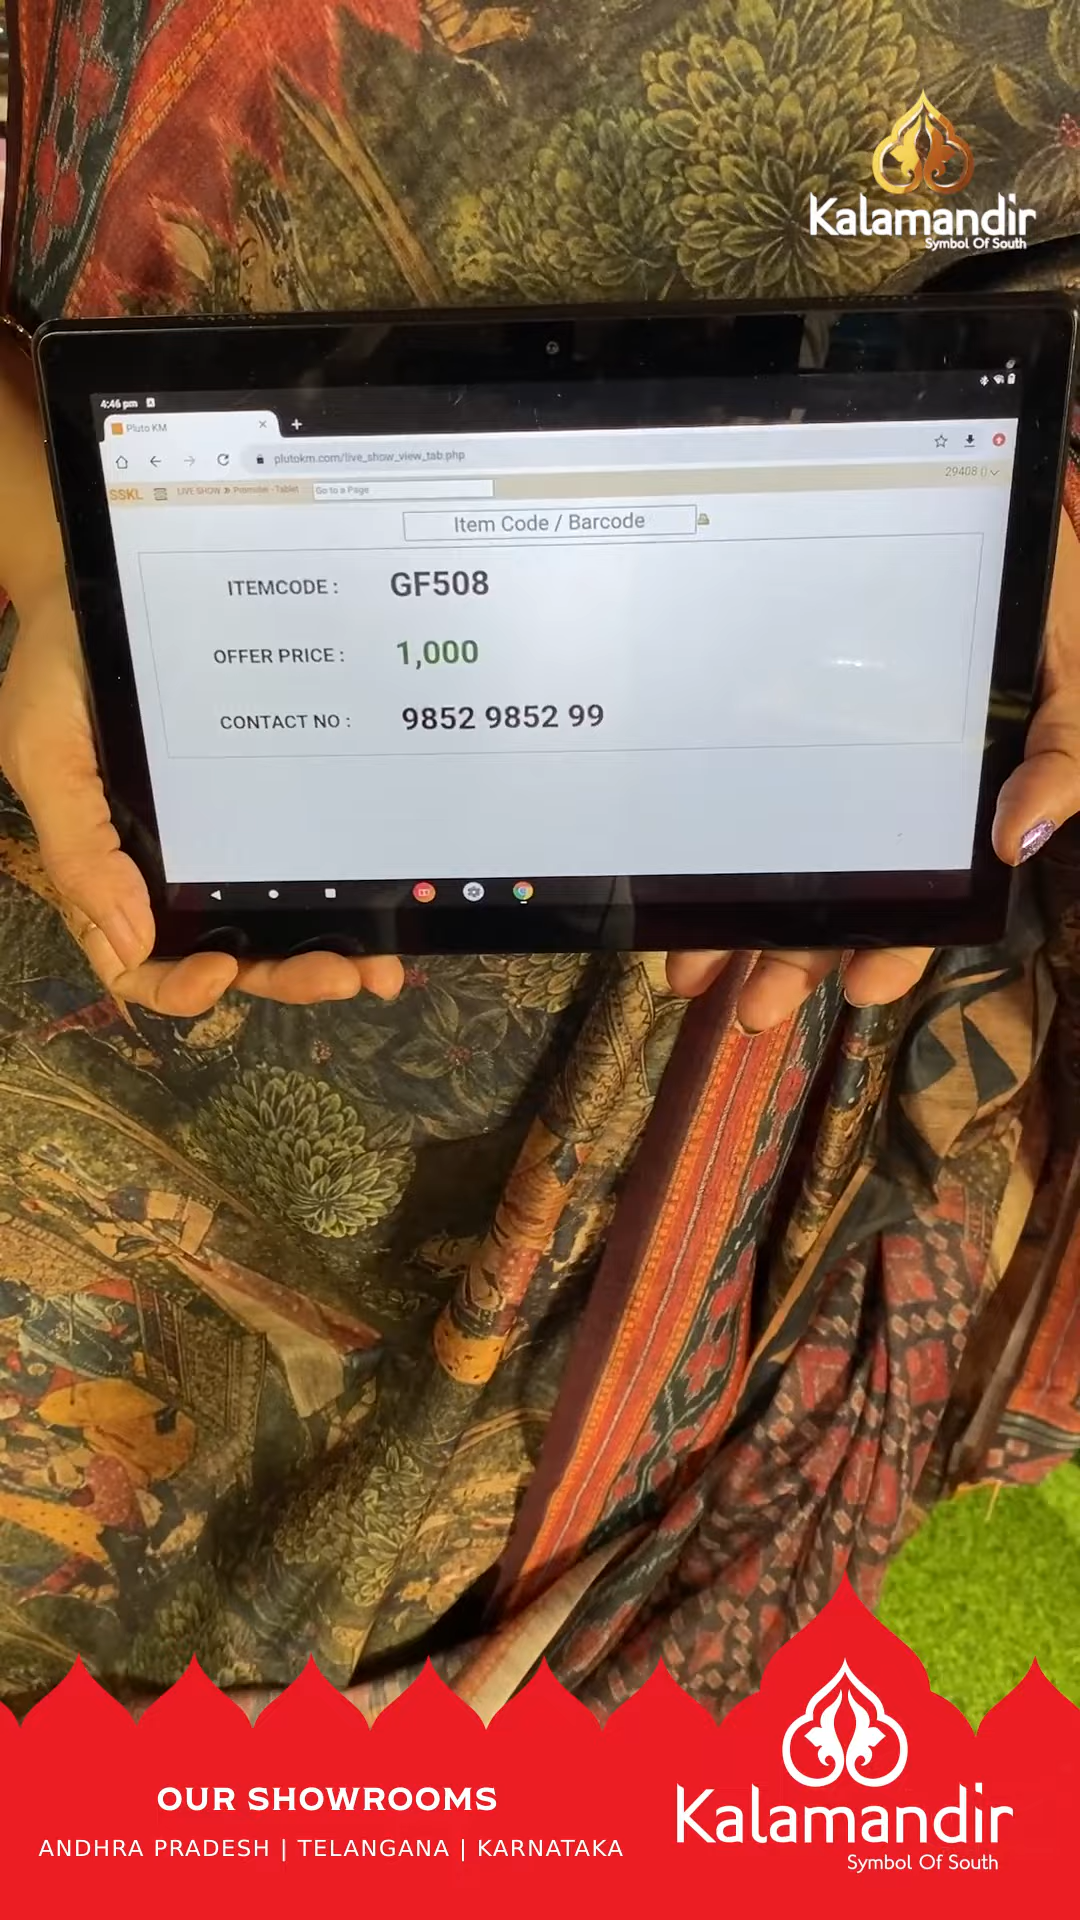 Kalamandir
Symbol Of South
4:46 pm
Pluto KM
plutokm.com/live_show_view_tab.php
29408 ()
SSKL
LIVE SHOW » Promoter - Tablet
Go to a Page
Item Code / Barcode
ITEMCODE : GF508
OFFER PRICE : 1,000
CONTACT NO : 9852 9852 99
OUR SHOWROOMS
ANDHRA PRADESH | TELANGANA | KARNATAKA
Kalamandir
Symbol Of South